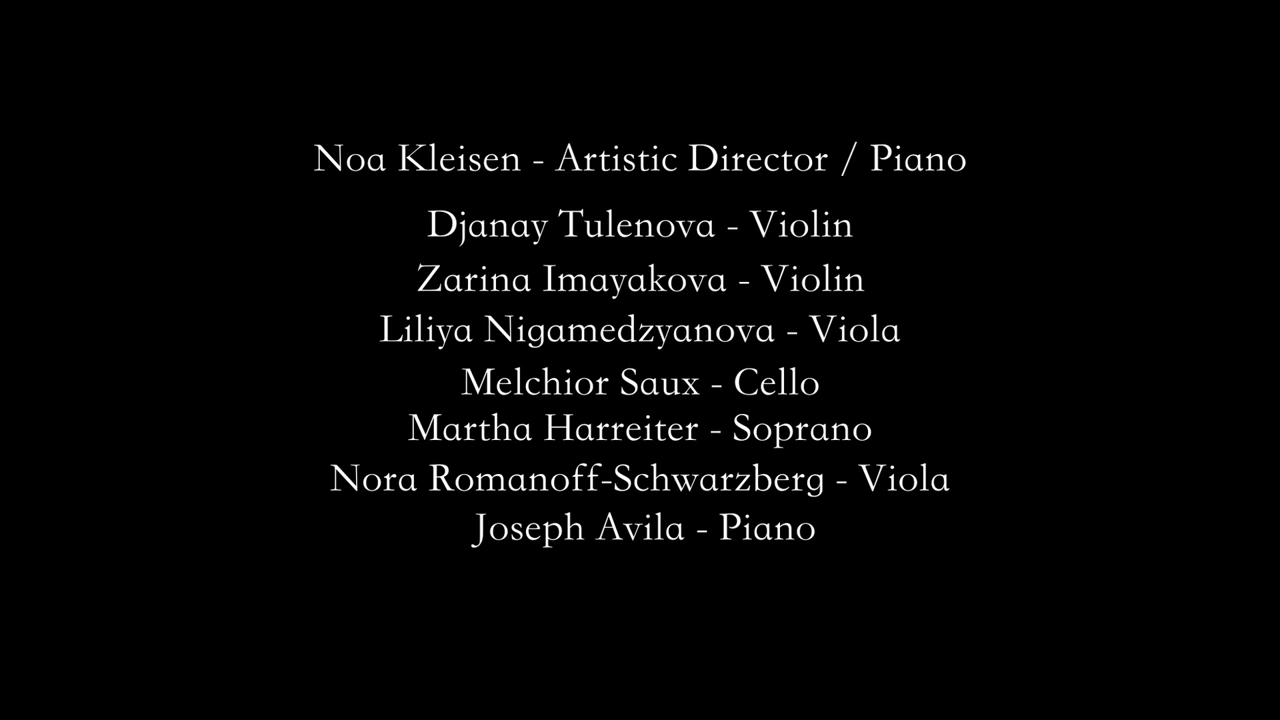 Noa Kleisen - Artistic Director / Piano
Djanay Tulenova - Violin
Zarina Imayakova - Violin
Liliya Nigamedzyanova - Viola
Melchior Saux - Cello
Martha Harreiter - Soprano
Nora Romanoff-Schwarzberg - Viola
Joseph Avila - Piano